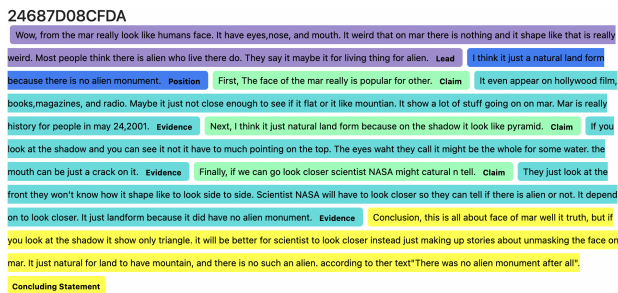 24687D08CFDA
Wow, from the mar really look like humans face. It have eyes,nose, and mouth. It weird that on mar there is nothing and it shape like that is really
weird. Most people think there is alien who live there do. They say it maybe it for living thing for alien. Lead I think it just a natural land form
because there is no alien monument. Position First, The face of the mar really is popular for other. Claim It even appear on hollywood film,
books,magazines, and radio. Maybe it just not close enough to see if it flat or it like mountian. It show a lot of stuff going on on mar. Mar is really
history for people in may 24,2001. Evidence Next, I think it just natural land form because on the shadow it look like pyramid. Claim If you
look at the shadow and you can see it not it have to much pointing on the top. The eyes waht they call it might be the whole for some water. the
mouth can be just a crack on it. Evidence Finally, if we can go look closer scientist NASA might catural n tell. Claim They just look at the
front they won't know how it shape like to look side to side. Scientist NASA will have to look closer so they can tell if there is alien or not. It depend
on to look closer. It just landform because it did have no alien monument. Evidence Conclusion, this is all about face of mar well it truth, but if
you look at the shadow it show only triangle. it will be better for scientist to look closer instead just making up stories about unmasking the face on
mar. It just natural for land to have mountain, and there is no such an alien. according to ther text"There was no alien monument after all".
Concluding Statement